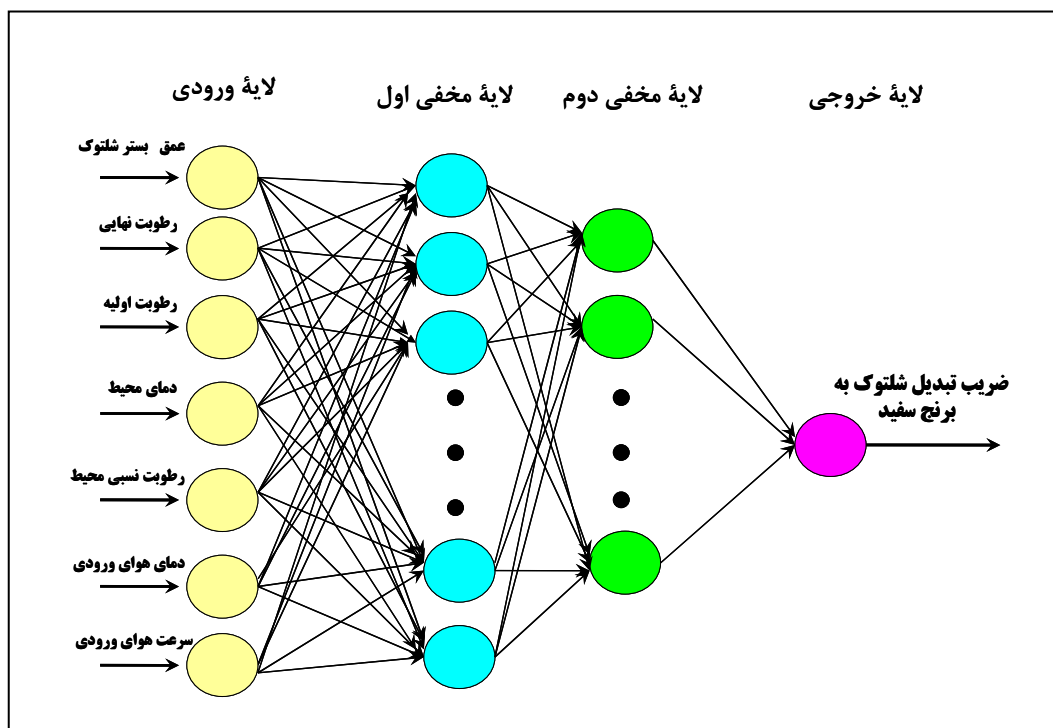 لایۀ ورودی
لایۀ مخفی اول
لایۀ مخفی دوم
لایۀ خروجی
عمق بستر شلتوک
رطوبت نهایی
رطوبت اولیه
دمای محیط
رطوبت نسبی محیط
دمای هوای ورودی
سرعت هوای ورودی
ضریب تبدیل شلتوک به
برنج سفید